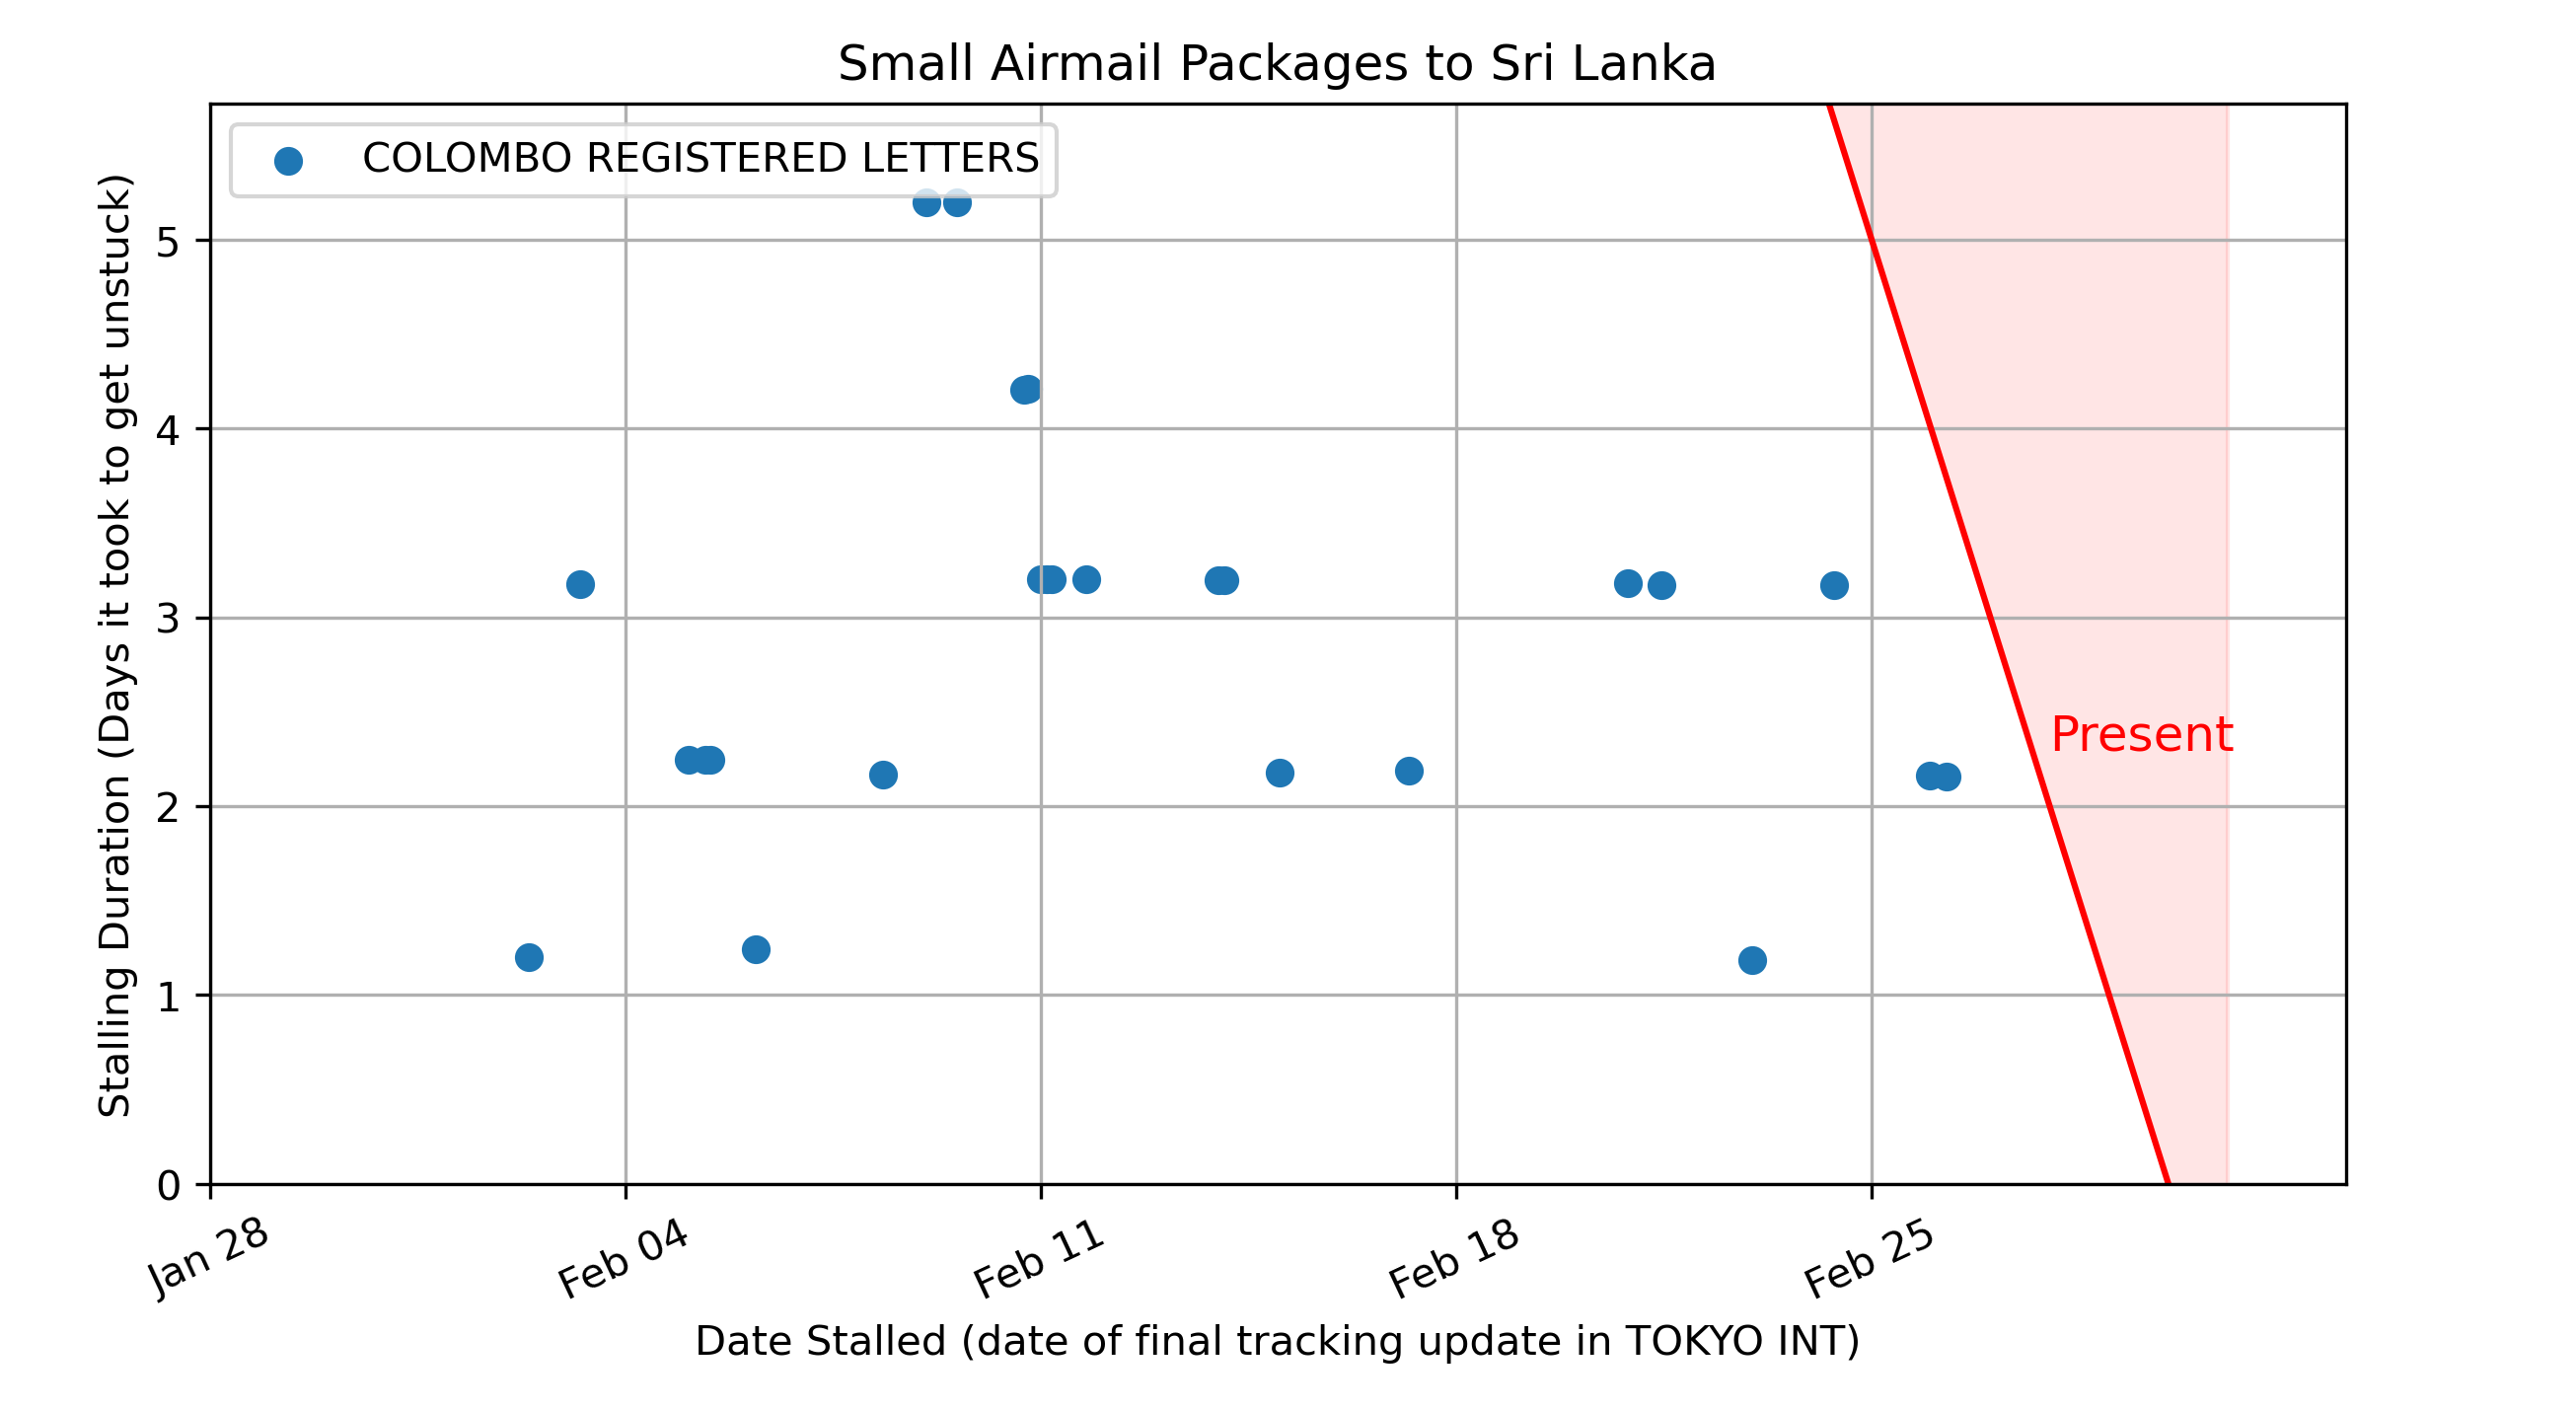 Small Airmail Packages to Sri Lanka
COLOMBO REGISTERED LETTERS
Stalling Duration (Days it took to get unstuck)
5
4
3
2
1
0
Present
Jan 28
Feb 04
Feb 11
Feb 18
Feb 25
Date Stalled (date of final tracking update in TOKYO INT)